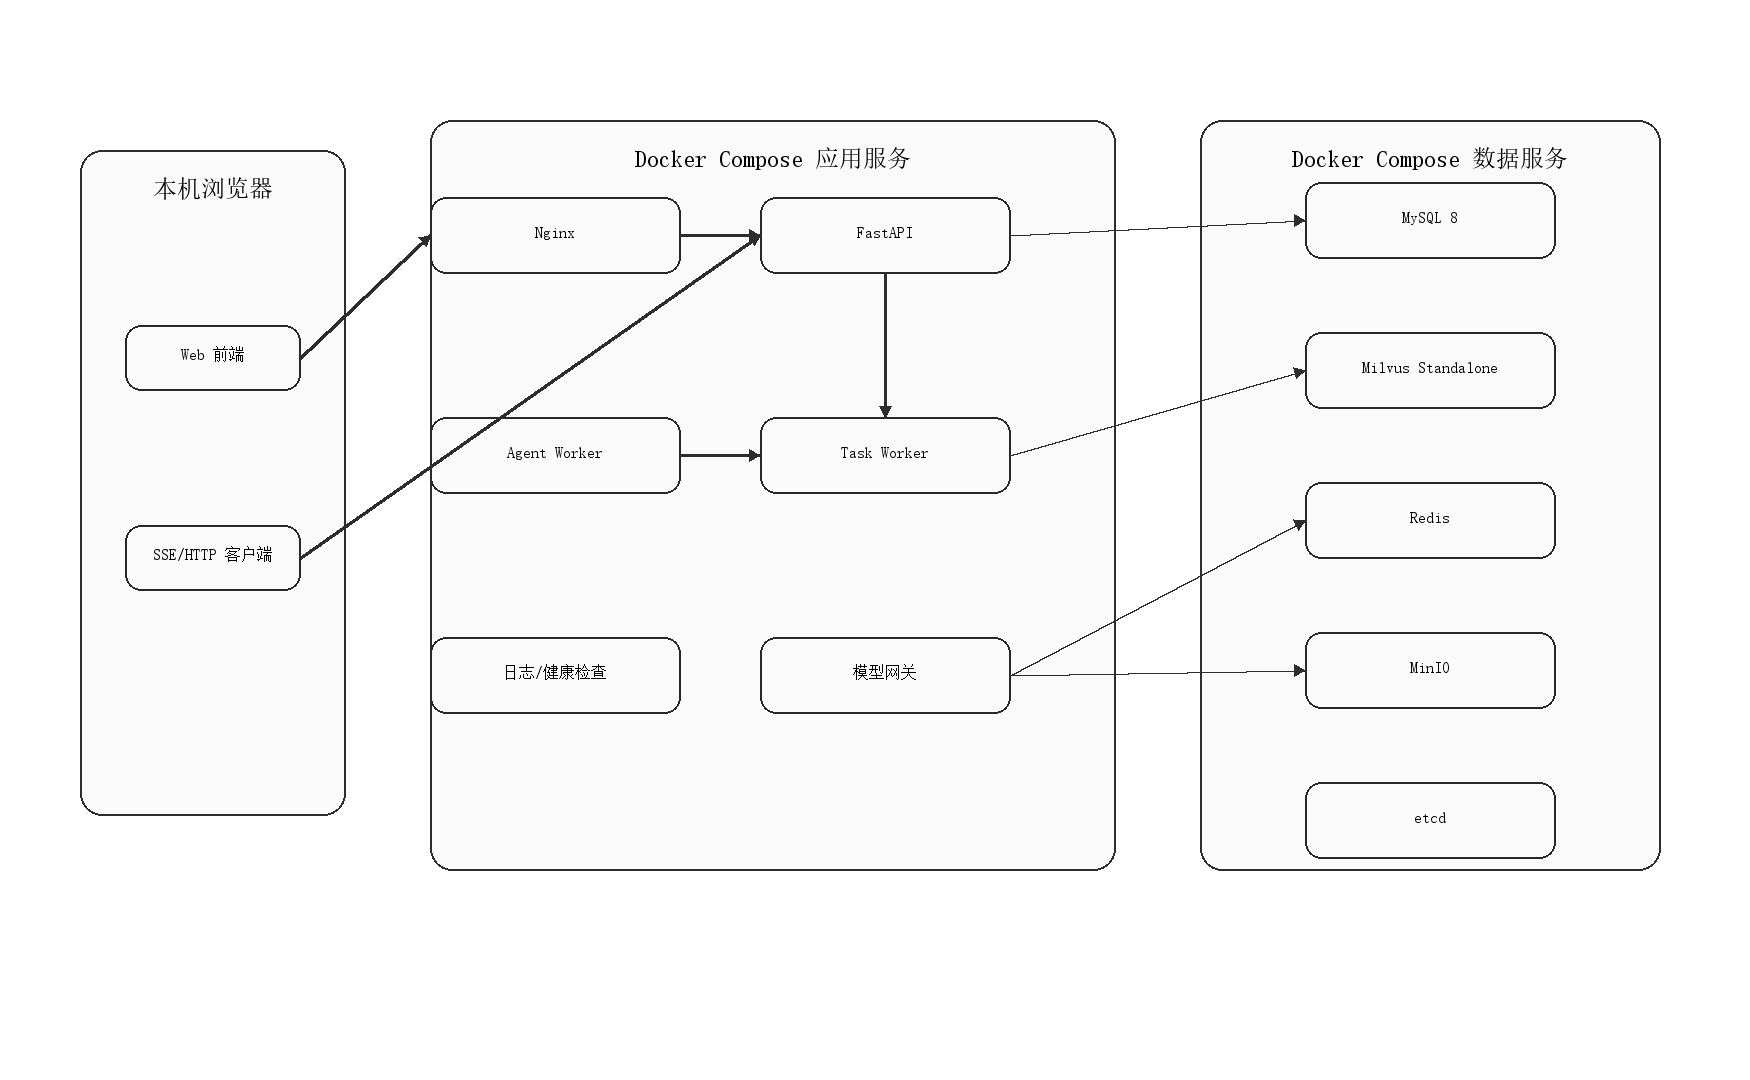 本机浏览器
Web 前端
SSE/HTTP 客户端
Docker Compose 应用服务
Nginx
FastAPI
Agent Worker
Task Worker
日志/健康检查
模型网关
Docker Compose 数据服务
MySQL 8
Milvus Standalone
Redis
MinIO
etcd